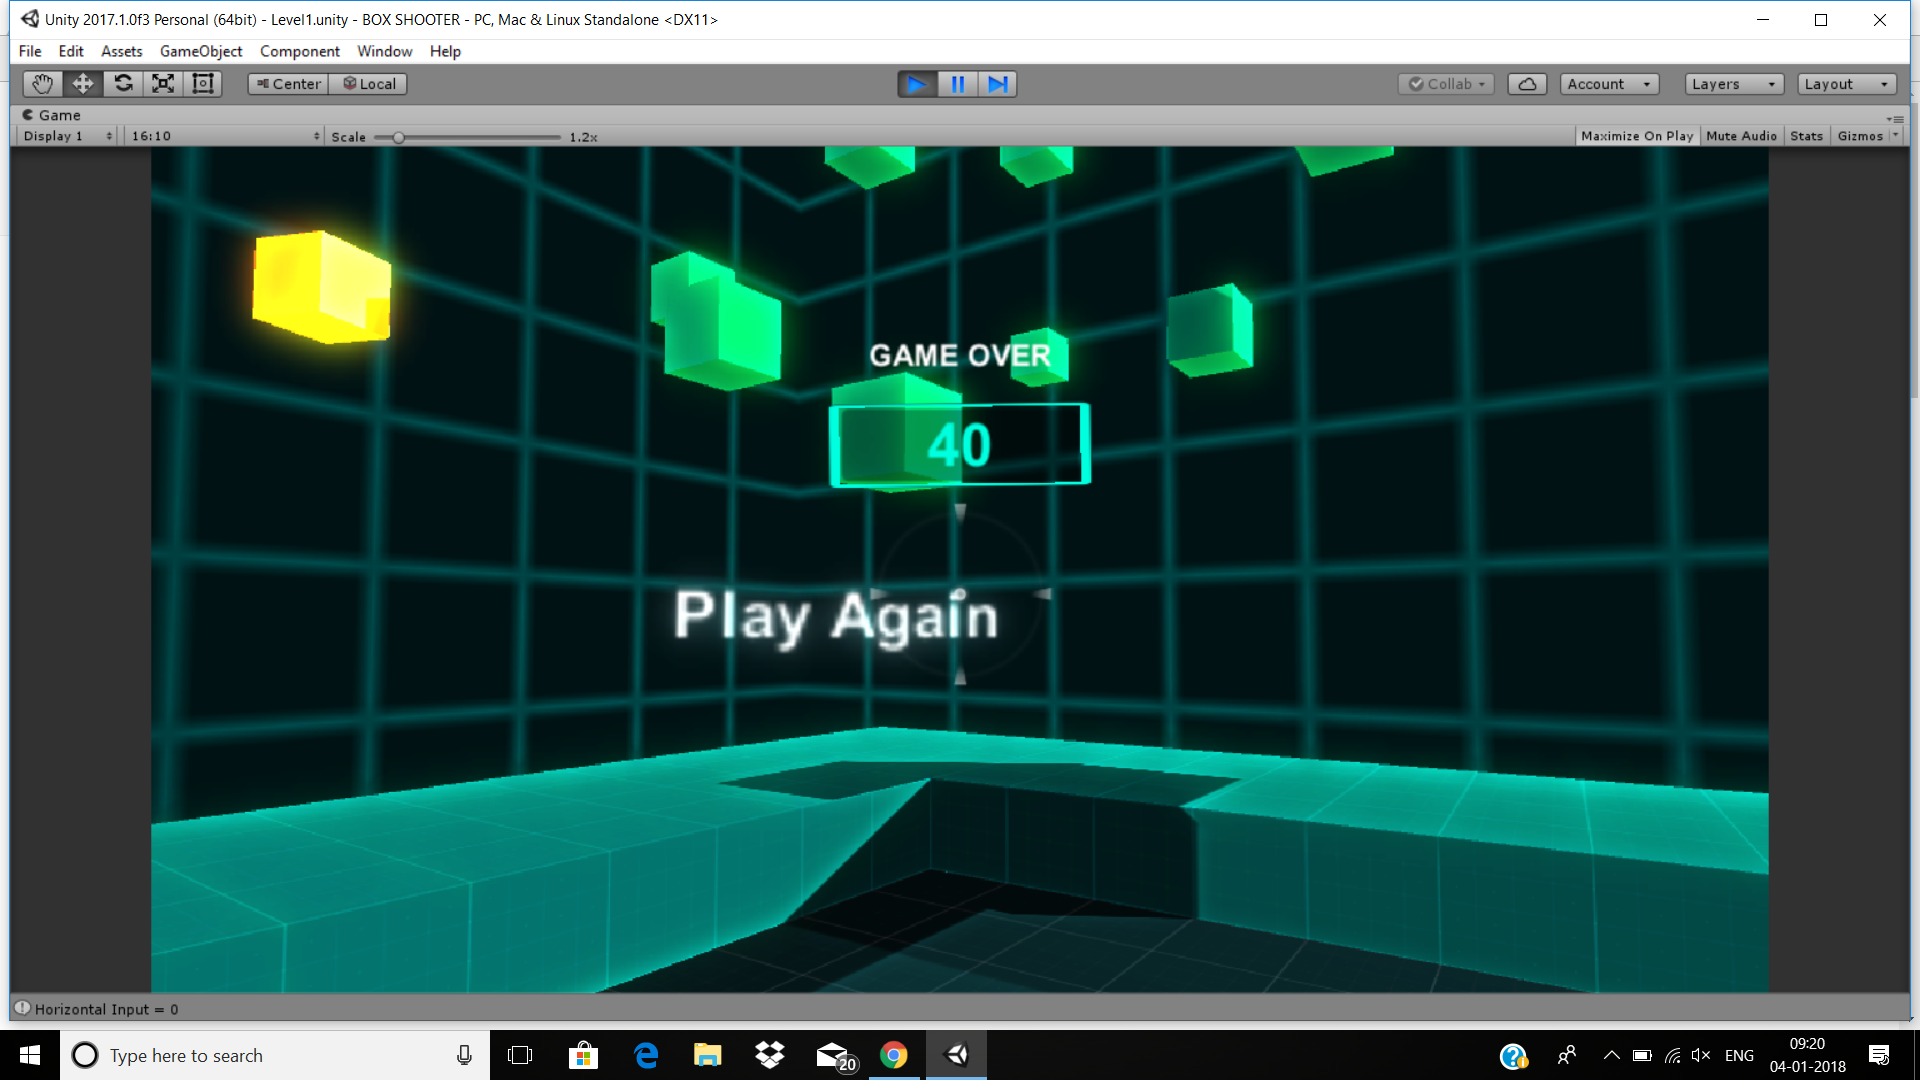 Unity 2017.1.0f3 Personal (64bit) - Level1.unity - BOX SHOOTER - PC, Mac & Linux Standalone <DX11>
File Edit Assets GameObject Component Window Help
Center Local Collab Account Layers Layout
Game
Display 1 16:10 Scale 1.2x Maximize On Play Mute Audio Stats Gizmos
GAME OVER
40
Play Again
Horizontal Input = 0
Type here to search
20
ENG
09:20
04-01-2018